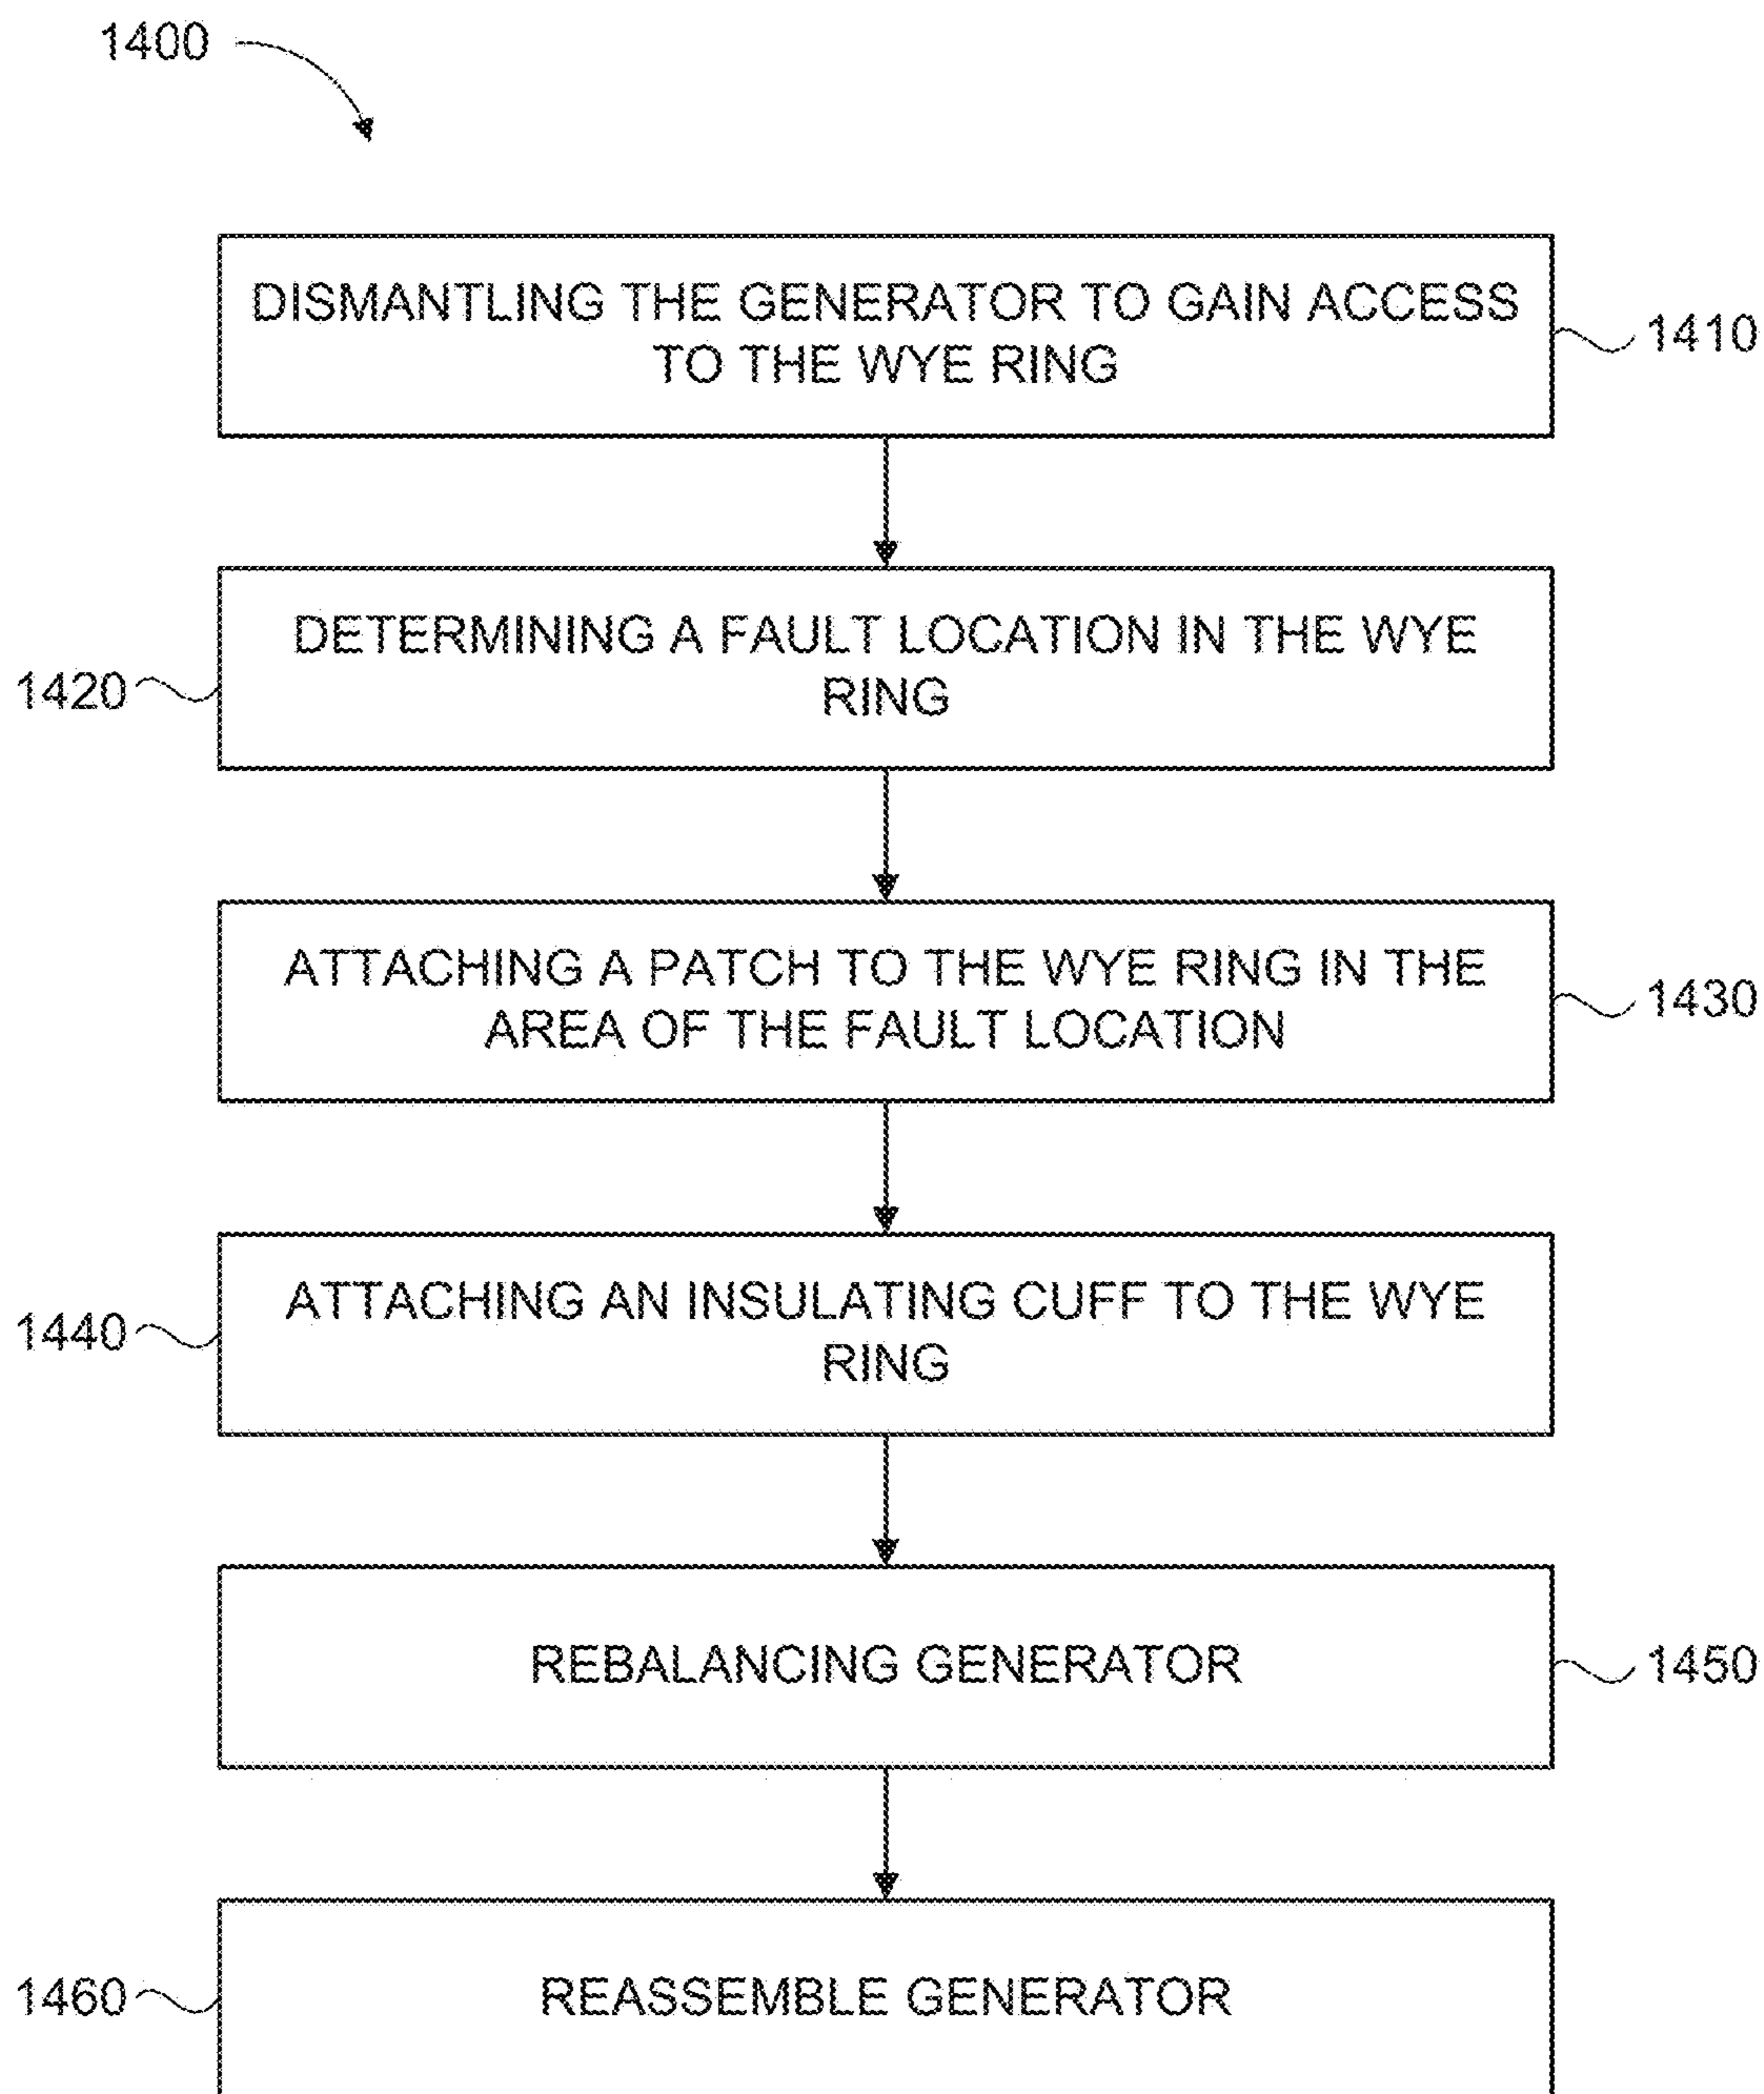 1400
DISMANTLING THE GENERATOR TO GAIN ACCESS
TO THE WYE RING
1410
DETERMINING A FAULT LOCATION IN THE WYE
RING
1420
ATTACHING A PATCH TO THE WYE RING IN THE
AREA OF THE FAULT LOCATION
1430
ATTACHING AN INSULATING CUFF TO THE WYE
RING
1440
REBALANCING GENERATOR
1450
REASSEMBLE GENERATOR
1460